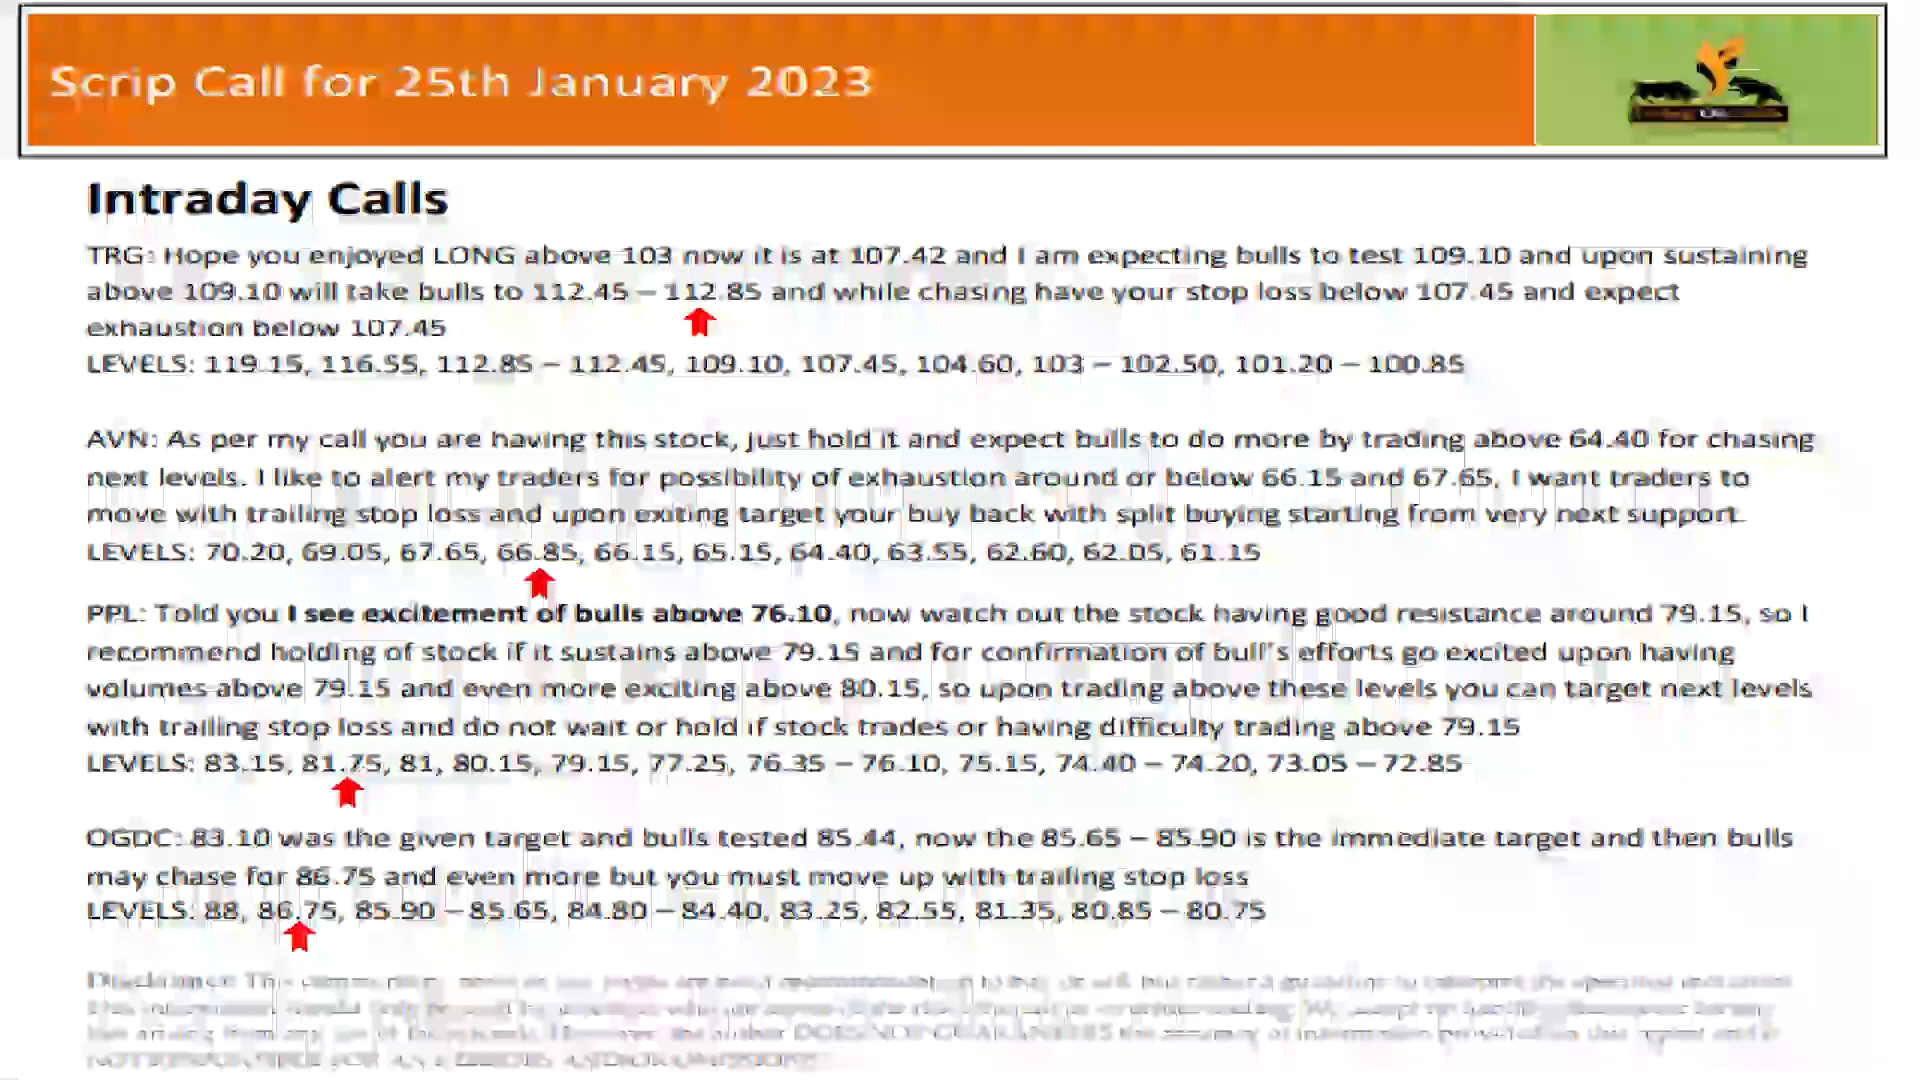 Scrip Call for 25th January 2023
Intraday Calls
TRG: Hope you enjoyed LONG above 103 now it is at 107.42 and I am expecting bulls to test 109.10 and upon sustaining
above 109.10 will take bulls to 112.45 – 112.85 and while chasing have your stop loss below 107.45 and expect
exhaustion below 107.45
LEVELS: 119.15, 116.55, 112.85 – 112.45, 109.10, 107.45, 104.60, 103 – 102.50, 101.20 – 100.85
AVN: As per my call you are having this stock, just hold it and expect bulls to do more by trading above 64.40 for chasing
next levels. I like to alert my traders for possibility of exhaustion around or below 66.15 and 67.65, I want traders to
move with trailing stop loss and upon exiting target your buy back with split buying starting from very next support.
LEVELS: 70.20, 69.05, 67.65, 66.85, 66.15, 65.15, 64.40, 63.55, 62.60, 62.05, 61.15
PPL: Told you I see excitement of bulls above 76.10, now watch out the stock having good resistance around 79.15, so I
recommend holding of stock if it sustains above 79.15 and for confirmation of bull's efforts go excited upon having
volumes above 79.15 and even more exciting above 80.15, so upon trading above these levels you can target next levels
with trailing stop loss and do not wait or hold if stock trades or having difficulty trading above 79.15
LEVELS: 83.15, 81.75, 81, 80.15, 79.15, 77.25, 76.35 – 76.10, 75.15, 74.40 – 74.20, 73.05 – 72.85
OGDC: 83.10 was the given target and bulls tested 85.44, now the 85.65 – 85.90 is the immediate target and then bulls
may chase for 86.75 and even more but you must move up with trailing stop loss
LEVELS: 88, 86.75, 85.90 – 85.65, 84.80 – 84.40, 83.25, 82.55, 81.35, 80.85 – 80.75